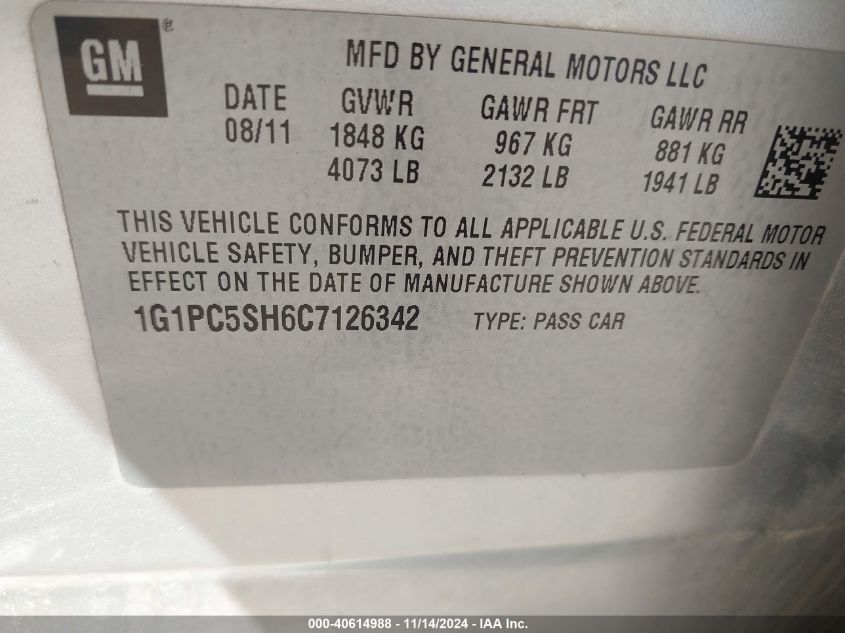 GM ®
MFD BY GENERAL MOTORS LLC
DATE GVWR GAWR FRT GAWR RR
08/11 1848 KG 967 KG 881 KG
4073 LB 2132 LB 1941 LB
THIS VEHICLE CONFORMS TO ALL APPLICABLE U.S. FEDERAL MOTOR
VEHICLE SAFETY, BUMPER, AND THEFT PREVENTION STANDARDS IN
EFFECT ON THE DATE OF MANUFACTURE SHOWN ABOVE.
1G1PC5SH6C7126342 TYPE: PASS CAR
000-40614988 - 11/14/2024 - IAA Inc.